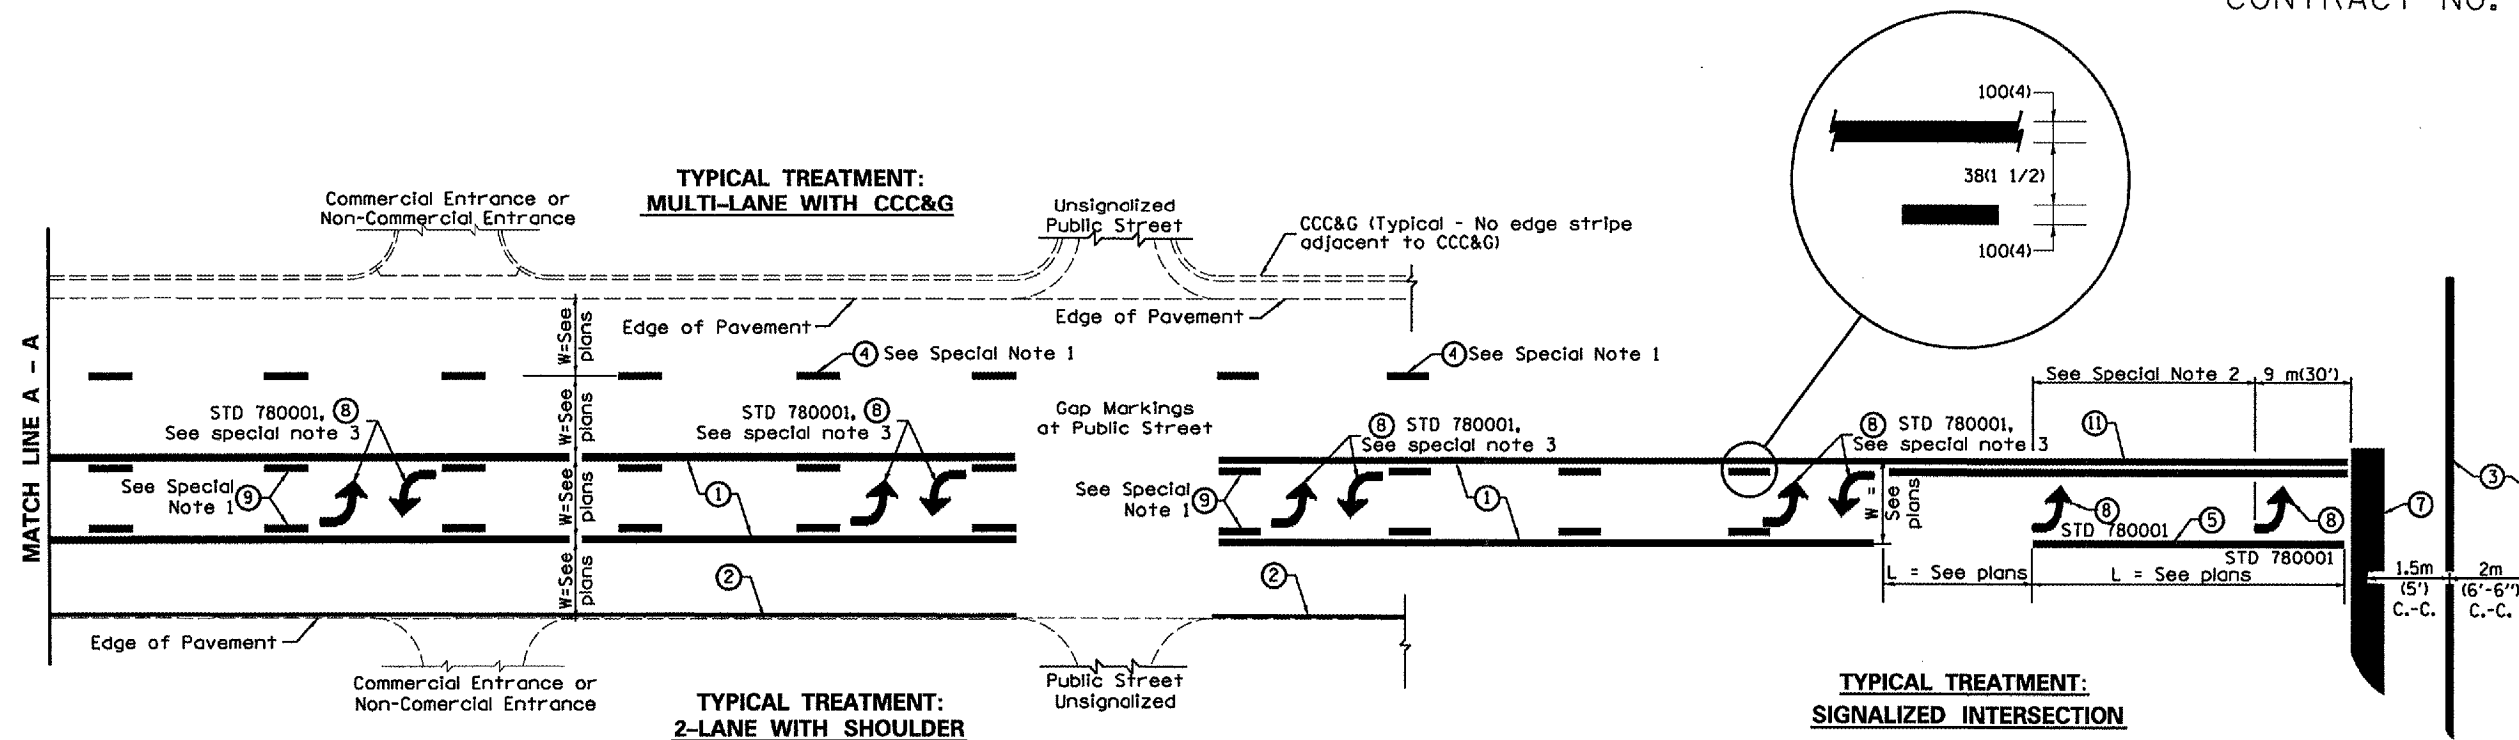 CONTRACT NO.
100(4)
38(1 1/2)
100(4)
TYPICAL TREATMENT:
MULTI-LANE WITH CCC&G
Commercial Entrance or
Non-Commercial Entrance
Unsignalized
Public Street
CCC&G (Typical - No edge stripe
adjacent to CCC&G)
MATCH LINE A - A
Edge of Pavement
Edge of Pavement
W=See
plans
4 See Special Note 1
4 See Special Note 1
See Special Note 2
9 m(30')
STD 780001, 8
See special note 3
W=See
plans
STD 780001, 8
See special note 3
Gap Markings
at Public Street
8 STD 780001,
See special note 3
8 STD 780001,
See special note 3
11
3
See Special
Note 1
9
W=See
plans
1
See Special
Note 1
9
1
W =
See
plans
8
STD 780001
5
8
7
STD 780001
W=See
plans
2
2
L = See plans
L = See plans
1.5m
(5')
C.-C.
2m
(6'-6")
C.-C.
Edge of Pavement
Commercial Entrance or
Non-Comercial Entrance
TYPICAL TREATMENT:
2-LANE WITH SHOULDER
Public Street
Unsignalized
TYPICAL TREATMENT:
SIGNALIZED INTERSECTION